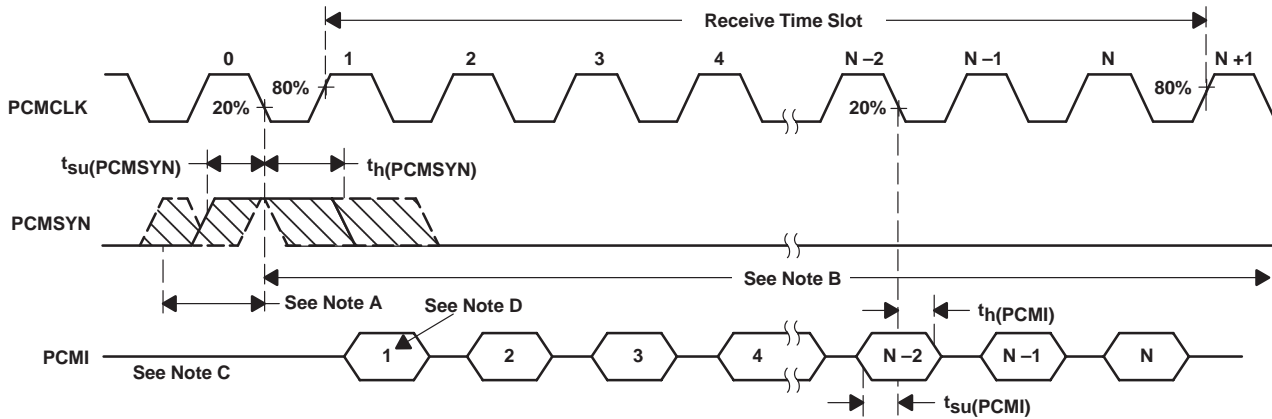 Receive Time Slot
0 1 2 3 4 N –2 N –1 N N +1
80% 80%
PCMCLK 20% 20%
tsu(PCMSYN) th(PCMSYN)
PCMSYN
See Note B
See Note A
See Note D th(PCMI)
PCMI 1 2 3 4 N –2 N –1 N
See Note C
tsu(PCMI)